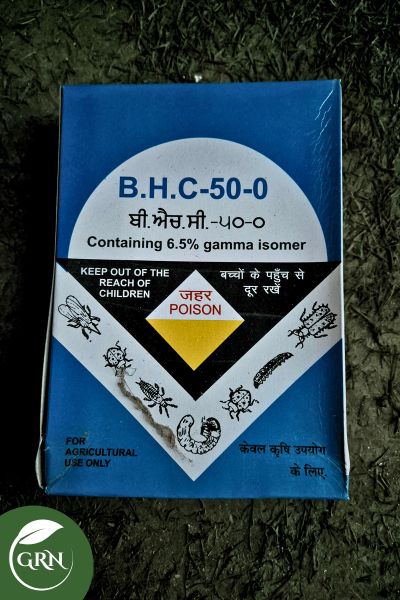 B.H.C-50-0
बी.ऐच.सी.-५०-०
Containing 6.5% gamma isomer
KEEP OUT OF THE
REACH OF
CHILDREN
जहर
POISON
बच्चों के पहुँच से
दूर रखें
FOR
AGRICULTURAL
USE ONLY
केवल कृषि उपयोग
के लिए.
GRN